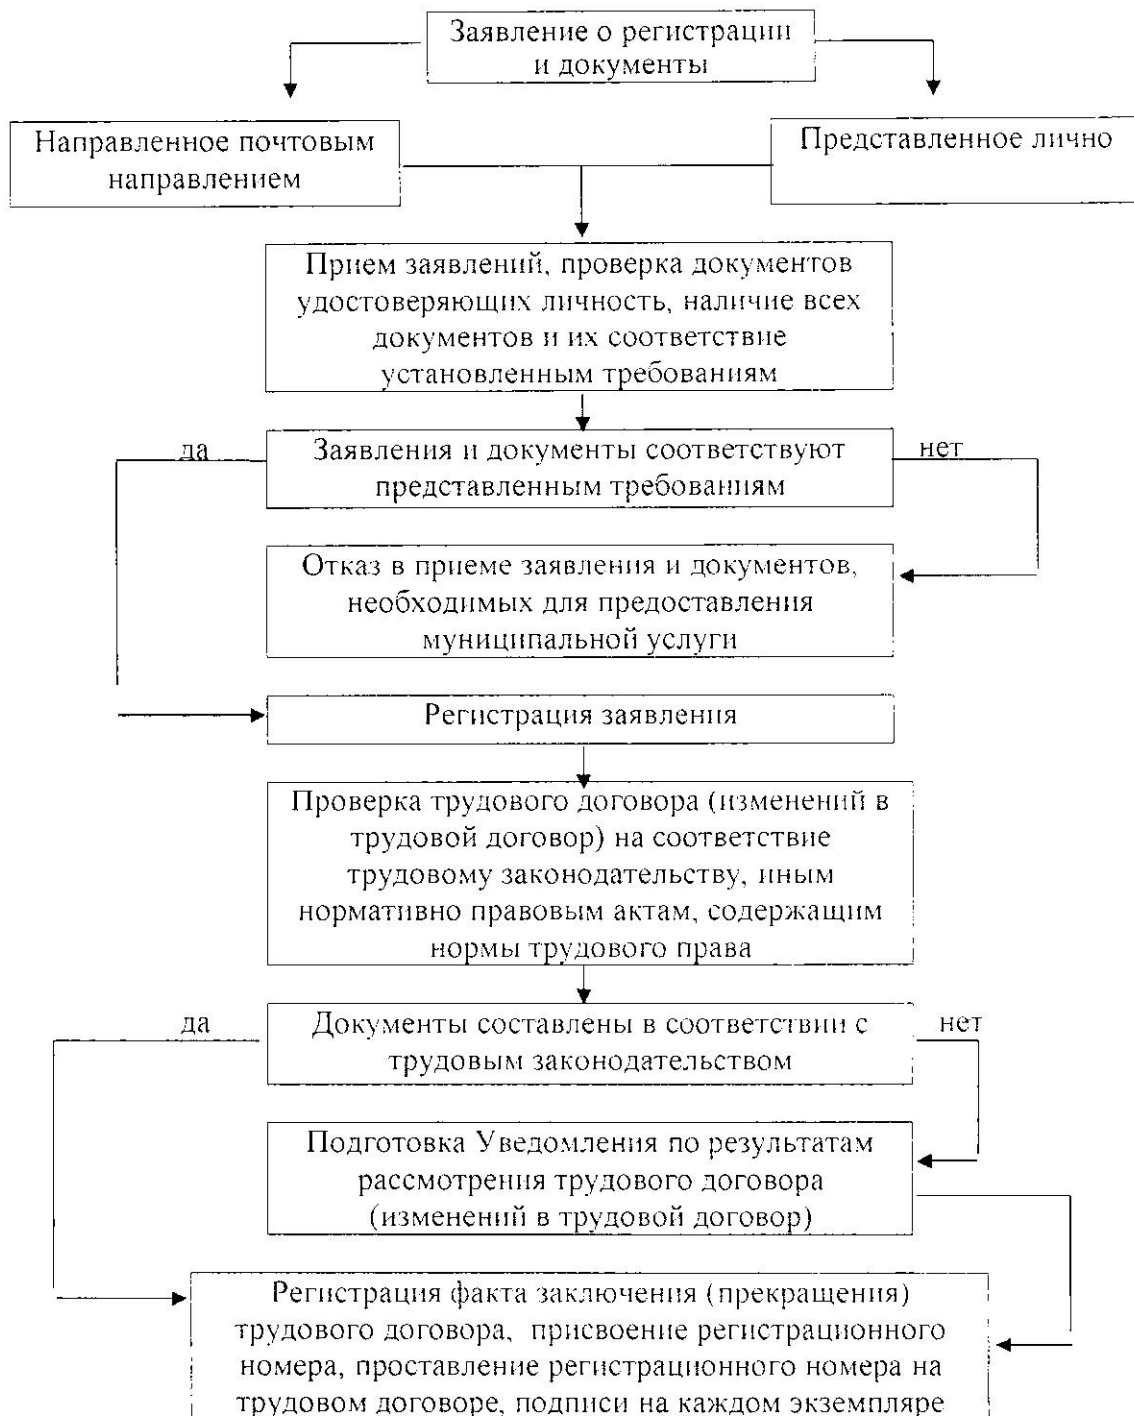 Заявление о регистрации
и документы
Направленное почтовым
направлением
Представленное лично
Прием заявлений, проверка документов
удостоверяющих личность, наличие всех
документов и их соответствие
установленным требованиям
да
Заявления и документы соответствуют
представленным требованиям
нет
Отказ в приеме заявления и документов,
необходимых для предоставления
муниципальной услуги
Регистрация заявления
Проверка трудового договора (изменений в
трудовой договор) на соответствие
трудовому законодательству, иным
нормативно правовым актам, содержащим
нормы трудового права
да
Документы составлены в соответствии с
трудовым законодательством
нет
Подготовка Уведомления по результатам
рассмотрения трудового договора
(изменений в трудовой договор)
Регистрация факта заключения (прекращения)
трудового договора, присвоение регистрационного
номера, проставление регистрационного номера на
трудовом договоре, подписи на каждом экземпляре